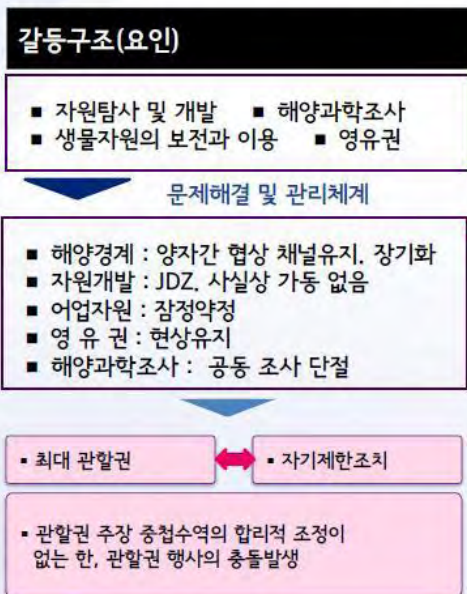 갈등구조(요인)
▪ 자원탐사 및 개발 ▪ 해양과학조사
▪ 생물자원의 보전과 이용 ▪ 영유권
문제해결 및 관리체계
▪ 해양경계 : 양자간 협상 채널유지, 장기화
▪ 자원개발 : JDZ, 사실상 가동 없음
▪ 어업자원 : 잠정약정
▪ 영 유 권 : 현상유지
▪ 해양과학조사 : 공동 조사 단절
▪ 최대 관할권 ▪ 자기제한조치
▪ 관할권 주장 중첩수역의 합리적 조정이
없는 한, 관할권 행사의 충돌발생